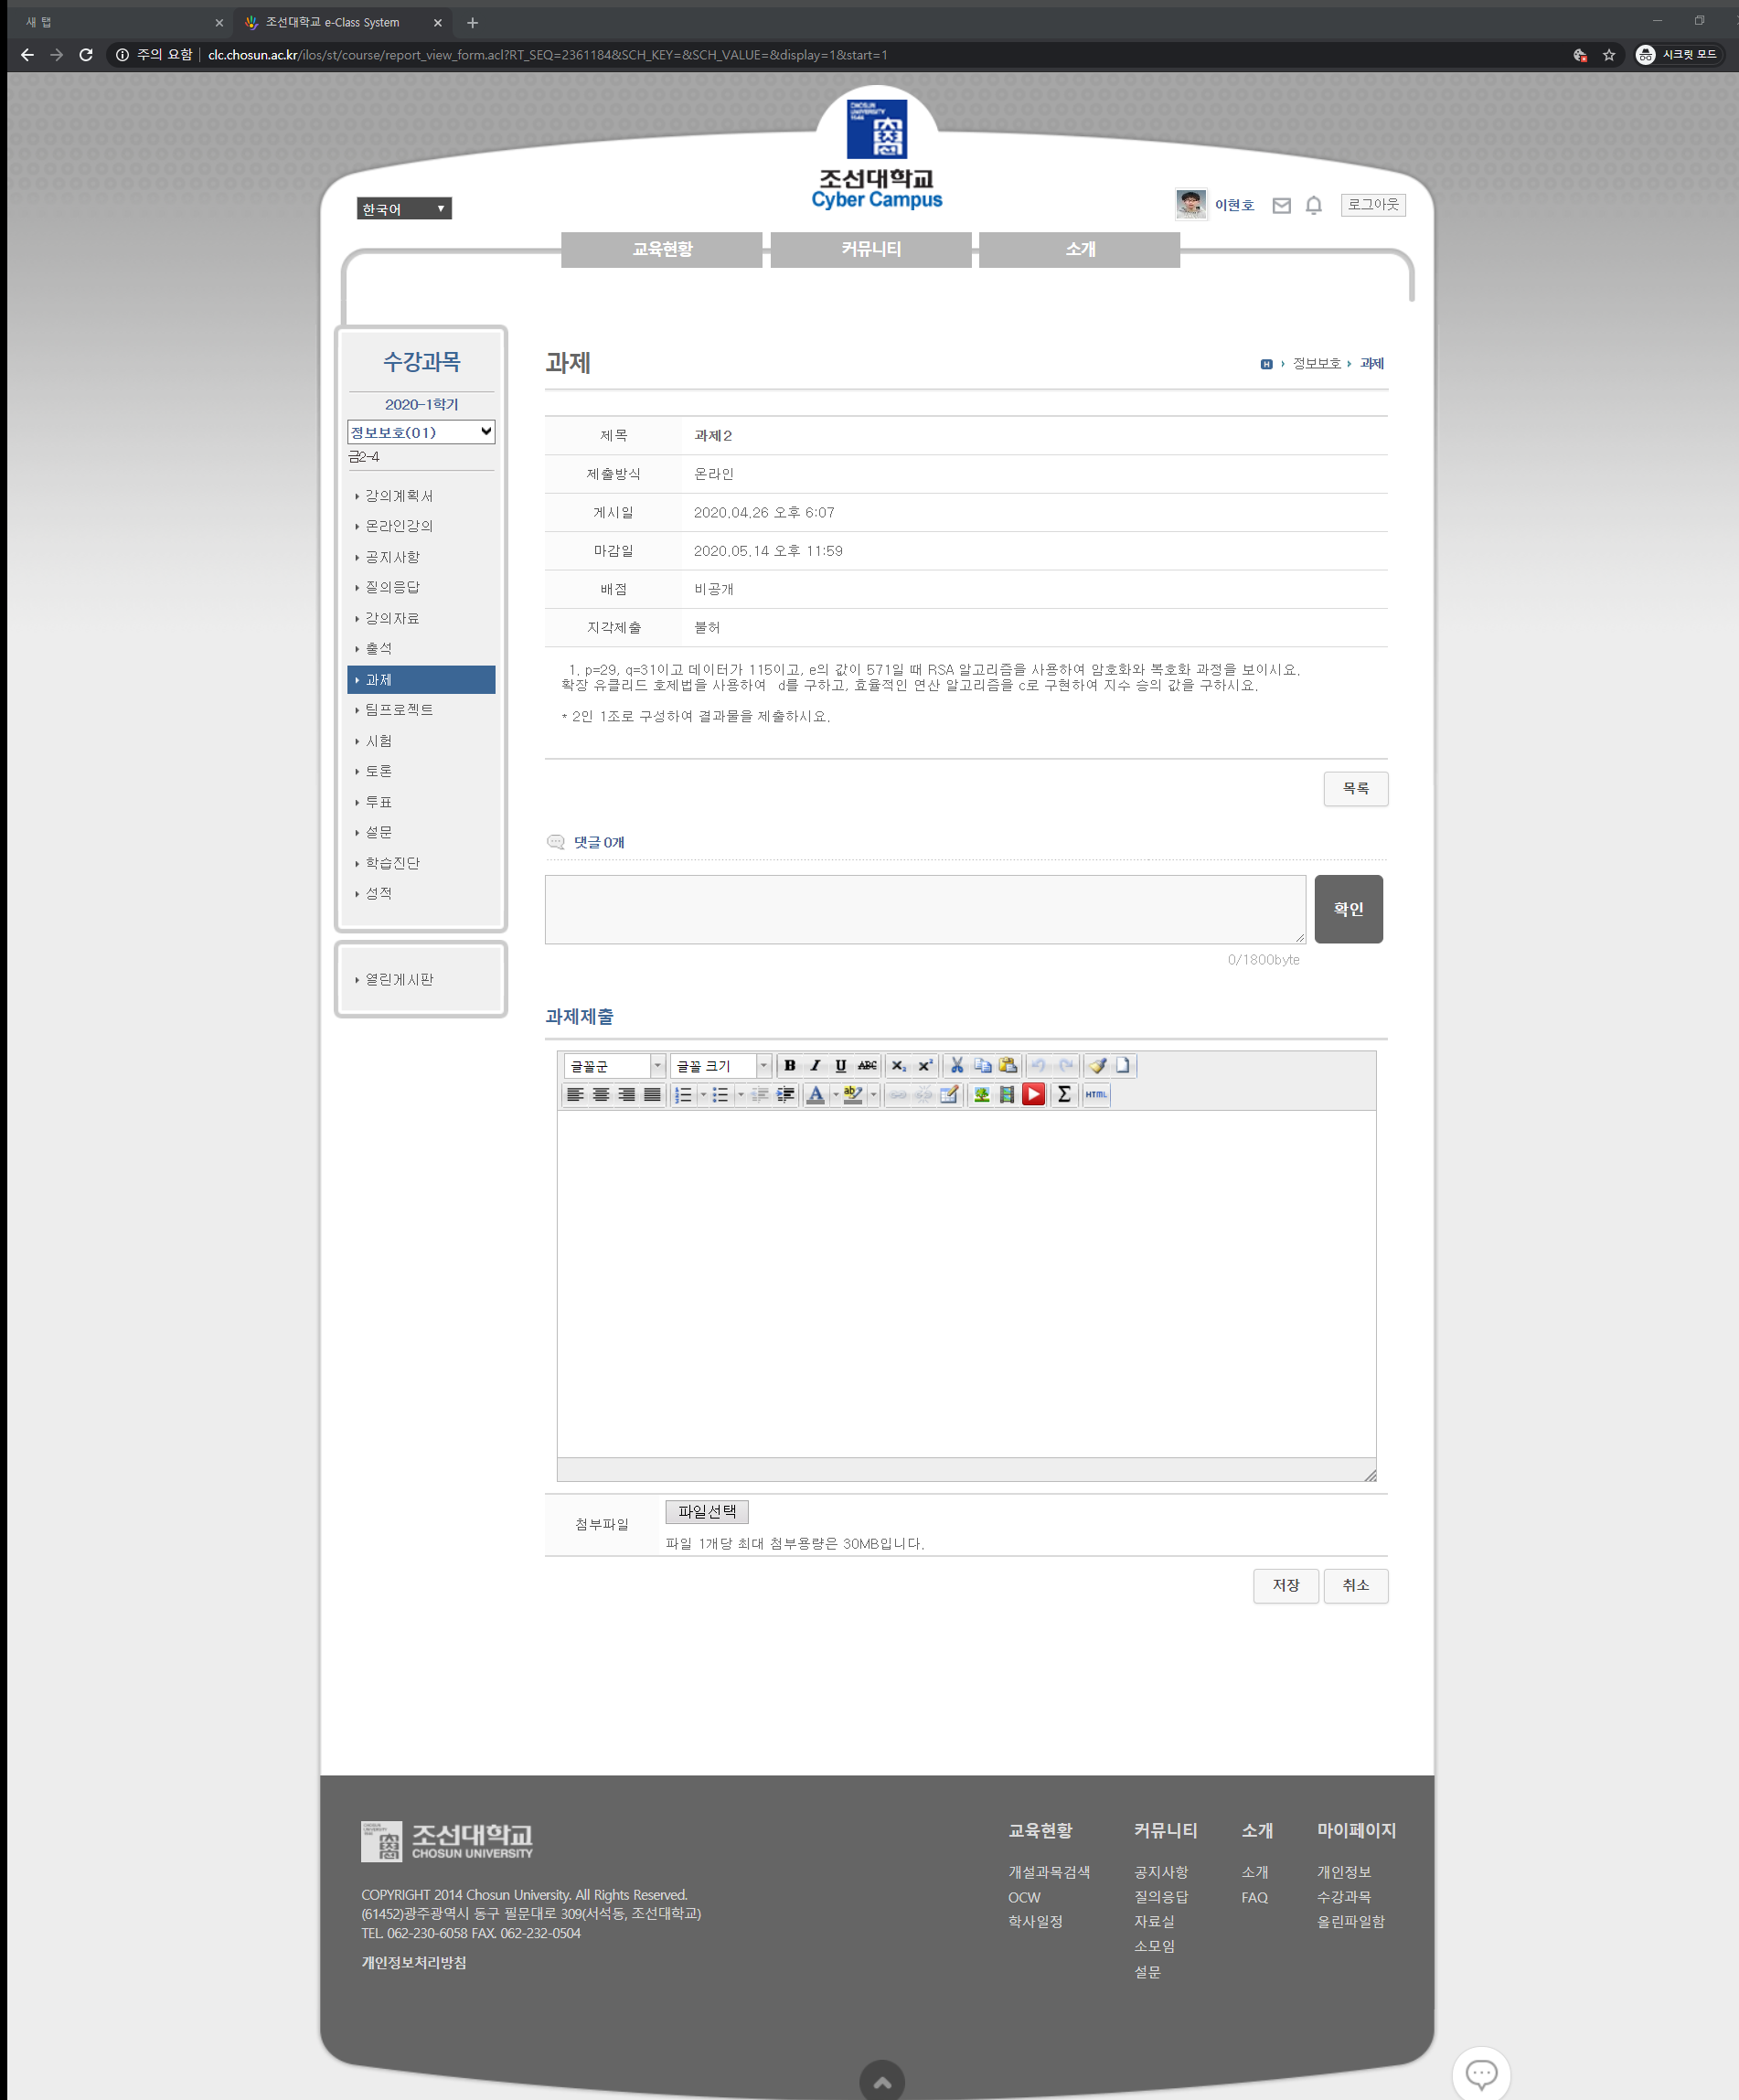 새 탭
조선대학교 e-Class System
주의 요함
clc.chosun.ac.kr/ilos/st/course/report_view_form.acl?RT_SEQ=2361184&SCH_KEY=&SCH_VALUE=&display=1&start=1
시크릿 모드
CHOSUN
UNIVERSITY
1946
조선대학교
Cyber Campus
한국어
이현호
로그아웃
교육현황
커뮤니티
소개
수강과목
2020-1학기
정보보호(01)
금2-4
강의계획서
온라인강의
공지사항
질의응답
강의자료
출석
과제
팀프로젝트
시험
토론
투표
설문
학습진단
성적
열린게시판
과제
정보보호
과제
제목 과제2
제출방식 온라인
게시일 2020.04.26 오후 6:07
마감일 2020.05.14 오후 11:59
배점 비공개
지각제출 불허
1. p=29, q=31이고 데이터가 115이고, e의 값이 571일 때 RSA 알고리즘을 사용하여 암호화와 복호화 과정을 보이시요.
확장 유클리드 호제법을 사용하여 d를 구하고, 효율적인 연산 알고리즘을 c로 구현하여 지수 승의 값을 구하시요.
* 2인 1조로 구성하여 결과물을 제출하시요.
목록
댓글 0개
확인
0/1800byte
과제제출
글꼴군
글꼴 크기
B I U ABC
HTML
첨부파일
파일선택
파일 1개당 최대 첨부용량은 30MB입니다.
저장
취소
조선대학교
CHOSUN UNIVERSITY
COPYRIGHT 2014 Chosun University. All Rights Reserved.
(61452)광주광역시 동구 필문대로 309(서석동, 조선대학교)
TEL. 062-230-6058 FAX. 062-232-0504
개인정보처리방침
교육현황
개설과목검색
OCW
학사일정
커뮤니티
공지사항
질의응답
자료실
소모임
설문
소개
소개
FAQ
마이페이지
개인정보
수강과목
올린파일함